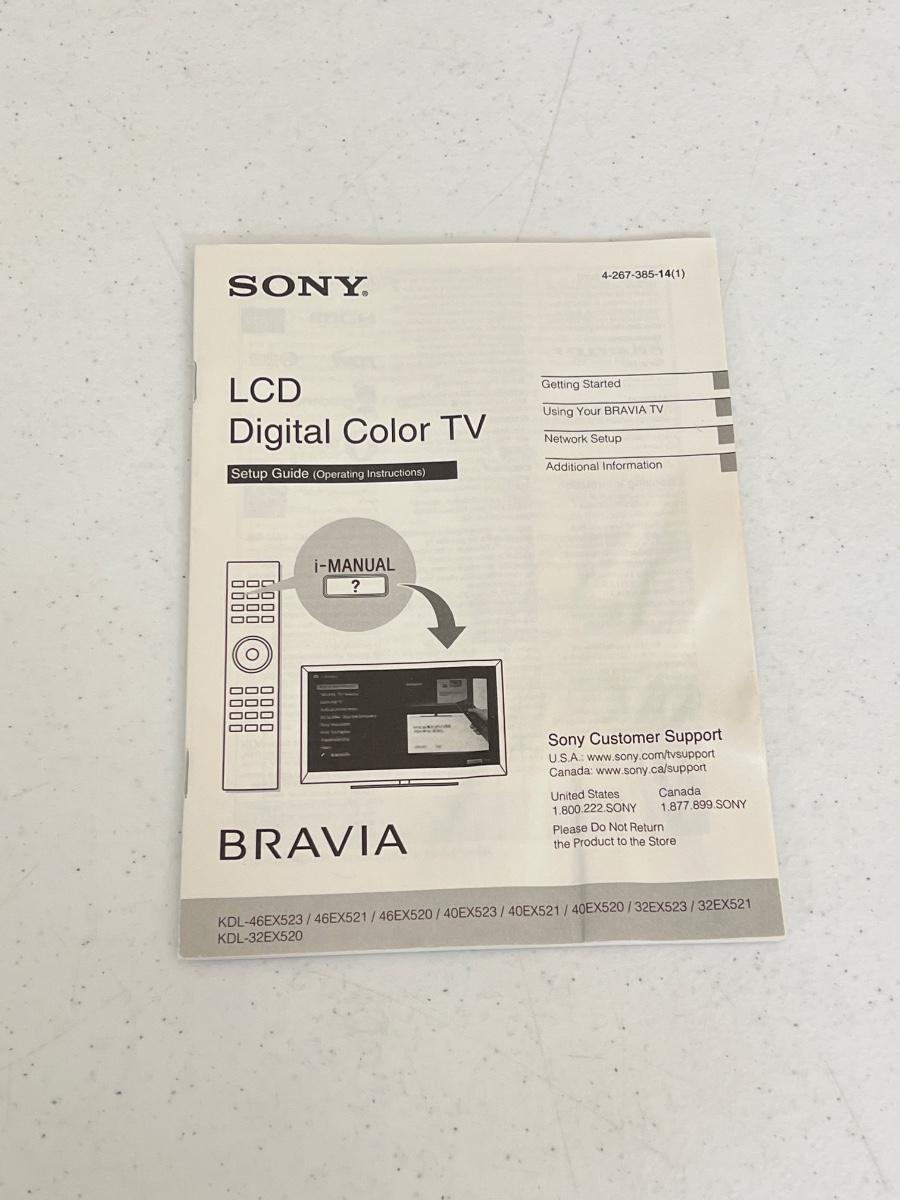 SONY®
4-267-385-14(1)
LCD
Digital Color TV
Setup Guide (Operating Instructions)
Getting Started
Using Your BRAVIA TV
Network Setup
Additional Information
i-MANUAL
?
Sony Customer Support
U.S.A.: www.sony.com/tvsupport
Canada: www.sony.ca/support
United States Canada
1.800.222.SONY 1.877.899.SONY
Please Do Not Return
the Product to the Store
BRAVIA
KDL-46EX523 / 46EX521 / 46EX520 / 40EX523 / 40EX521 / 40EX520 / 32EX523 / 32EX521
KDL-32EX520